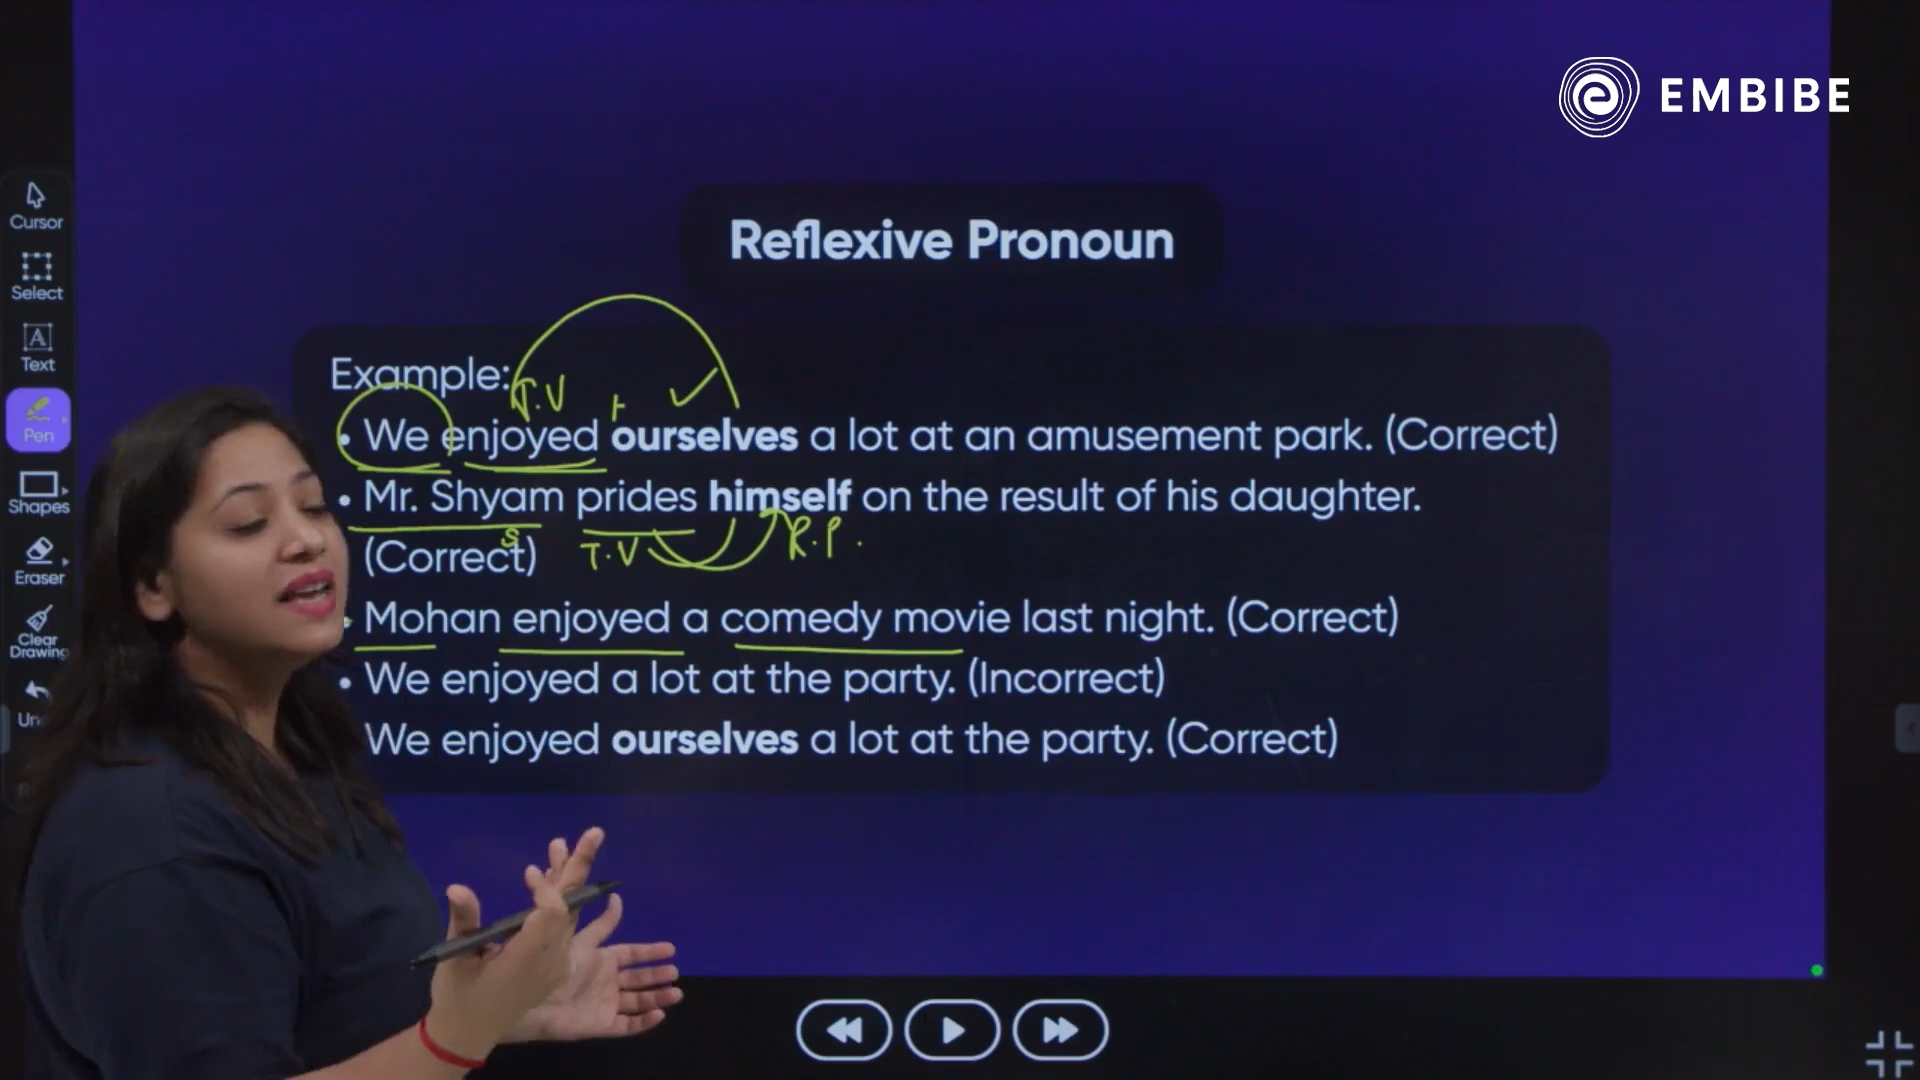 EMBIBE
Reflexive Pronoun
Cursor
Select
Text
Pen
Shapes
Eraser
Clear
Drawing
Example:
T.V
• We enjoyed ourselves a lot at an amusement park. (Correct)
• Mr. Shyam prides himself on the result of his daughter.
(Correct)
S
T.V
R.P.
Mohan enjoyed a comedy movie last night. (Correct)
• We enjoyed a lot at the party. (Incorrect)
We enjoyed ourselves a lot at the party. (Correct)